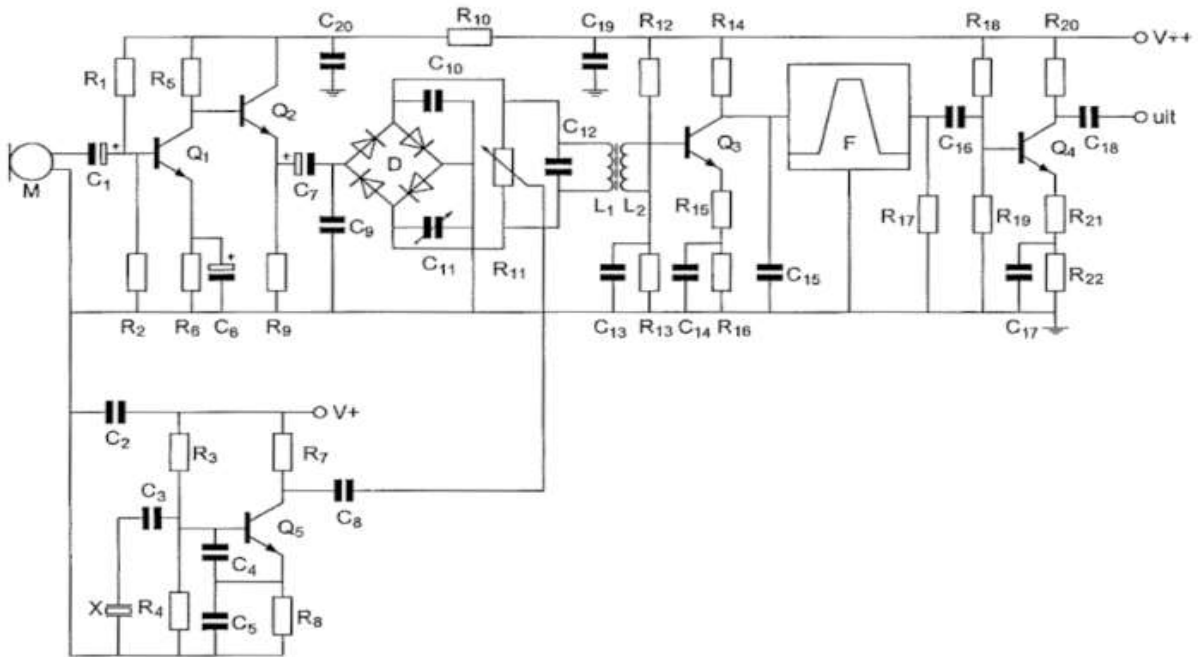 C20 R10 C19 R12 R14 R18 R20
V++
R1 R5 C10
Q2 C12 uit
+ Q1 D Q3 F C16 Q4 C18
M C1 + C7
L1 L2 R15 R17 R19 R21
C9
C11 R11 C15 R22
+
R2 R6 C6 R9 C13 R13 C14 R16 C17
V+
C2 R3 R7
C3
Q5 C8
C4
X R4 C5 R8